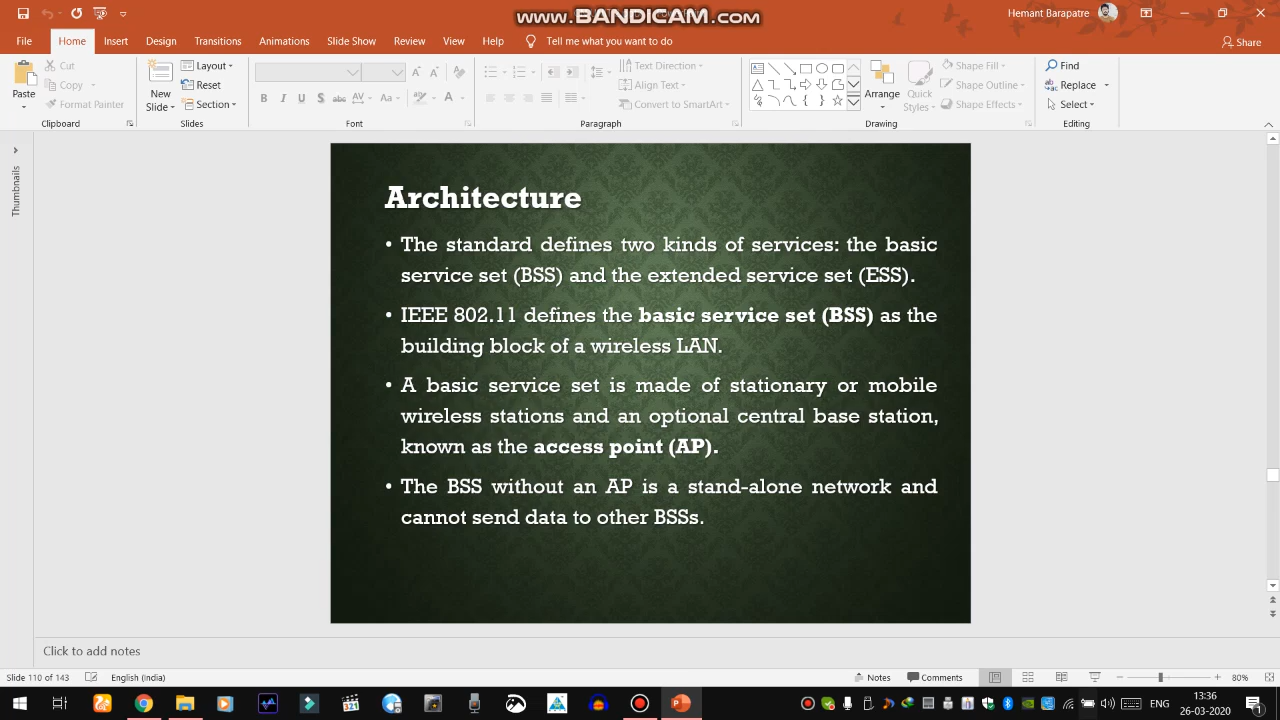 www.BANDICAM.com
Hemant Barapatre
File Home Insert Design Transitions Animations Slide Show Review View Help Tell me what you want to do Share
Paste
Cut
Copy
Format Painter
New
Slide
Layout
Reset
Section
B I U S abc AV Aa A
Text Direction
Align Text
Convert to SmartArt
Arrange
Quick
Styles
Shape Fill
Shape Outline
Shape Effects
Find
Replace
Select
Clipboard Slides Font Paragraph Drawing Editing
Thumbnails
Architecture
• The standard defines two kinds of services: the basic
service set (BSS) and the extended service set (ESS).
• IEEE 802.11 defines the basic service set (BSS) as the
building block of a wireless LAN.
• A basic service set is made of stationary or mobile
wireless stations and an optional central base station,
known as the access point (AP).
• The BSS without an AP is a stand-alone network and
cannot send data to other BSSs.
Click to add notes
Slide 110 of 143 English (India) Notes Comments 80%
ENG
13:36
26-03-2020